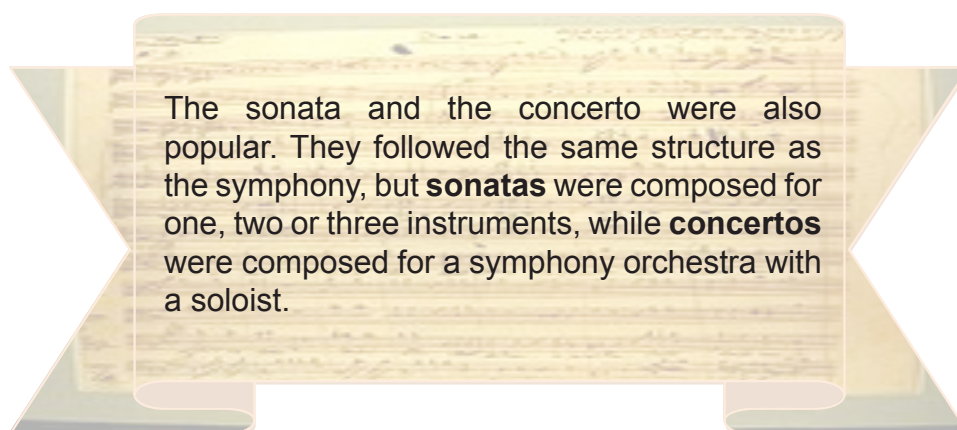 The sonata and the concerto were also
popular. They followed the same structure as
the symphony, but sonatas were composed for
one, two or three instruments, while concertos
were composed for a symphony orchestra with
a soloist.